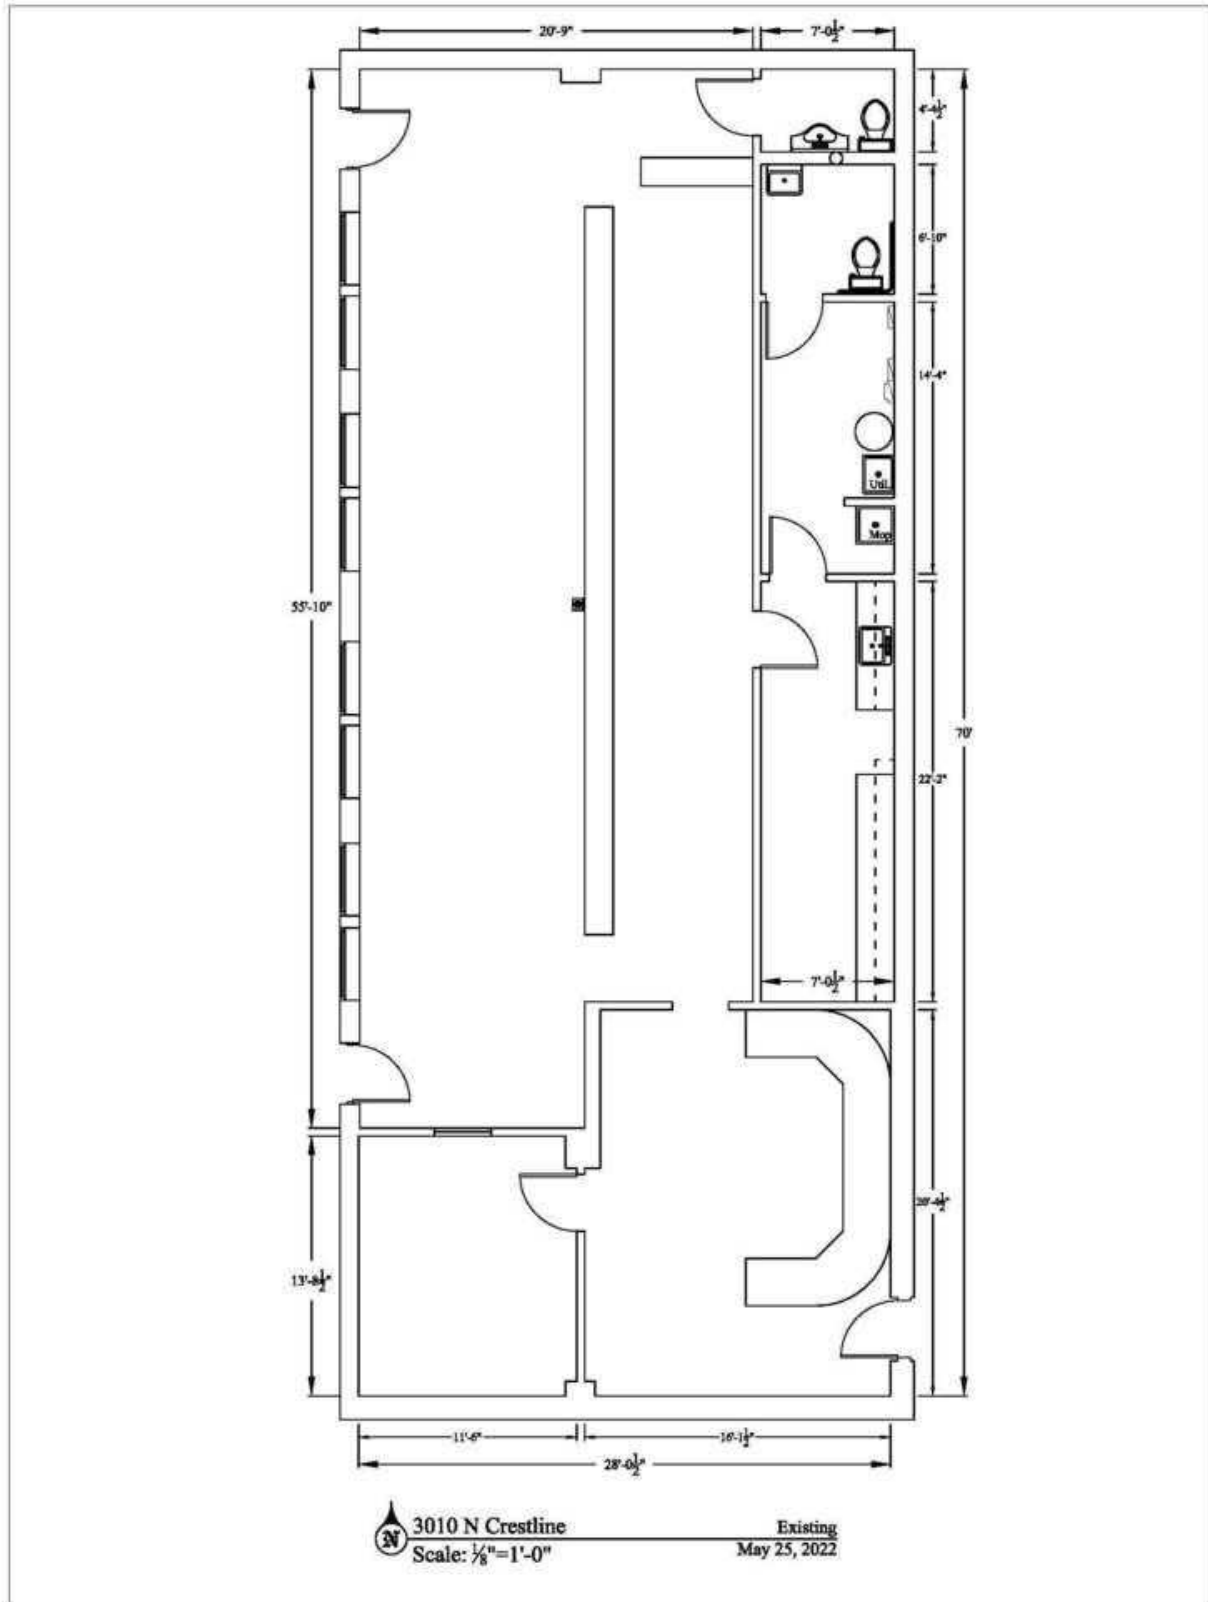 20'-9"
7'-0½"
4'-4½"
6'-10"
14'-4"
Util.
Mop
55'-10"
70'
22'-2"
7'-0½"
20'-4½"
13'-8½"
11'-6"
16'-1½"
28'-0½"
N
3010 N Crestline
Existing
Scale: ⅛"=1'-0"
May 25, 2022